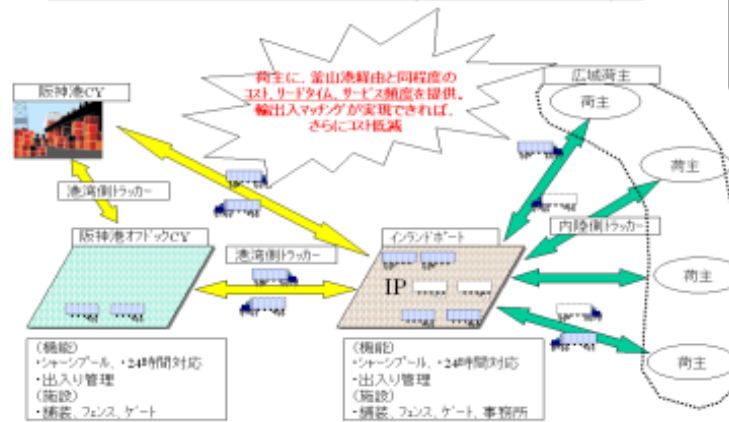 荷主に、釜山港経由と同程度の
コスト、リードタイム、サービス頻度を提供。
輸出入マッチングが実現できれば、
さらにコスト低減
阪神港CY
広域荷主
荷主
荷主
港湾側トラッカー
内陸側トラッカー
阪神港オフドックCY
港湾側トラッカー
インランドポート
IP
荷主
荷主
(機能)
・シャーシプール、・24時間対応
・出入り管理
(施設)
・舗装、フェンス、ゲート
(機能)
・シャーシプール、・24時間対応
・出入り管理
(施設)
・舗装、フェンス、ゲート、事務所